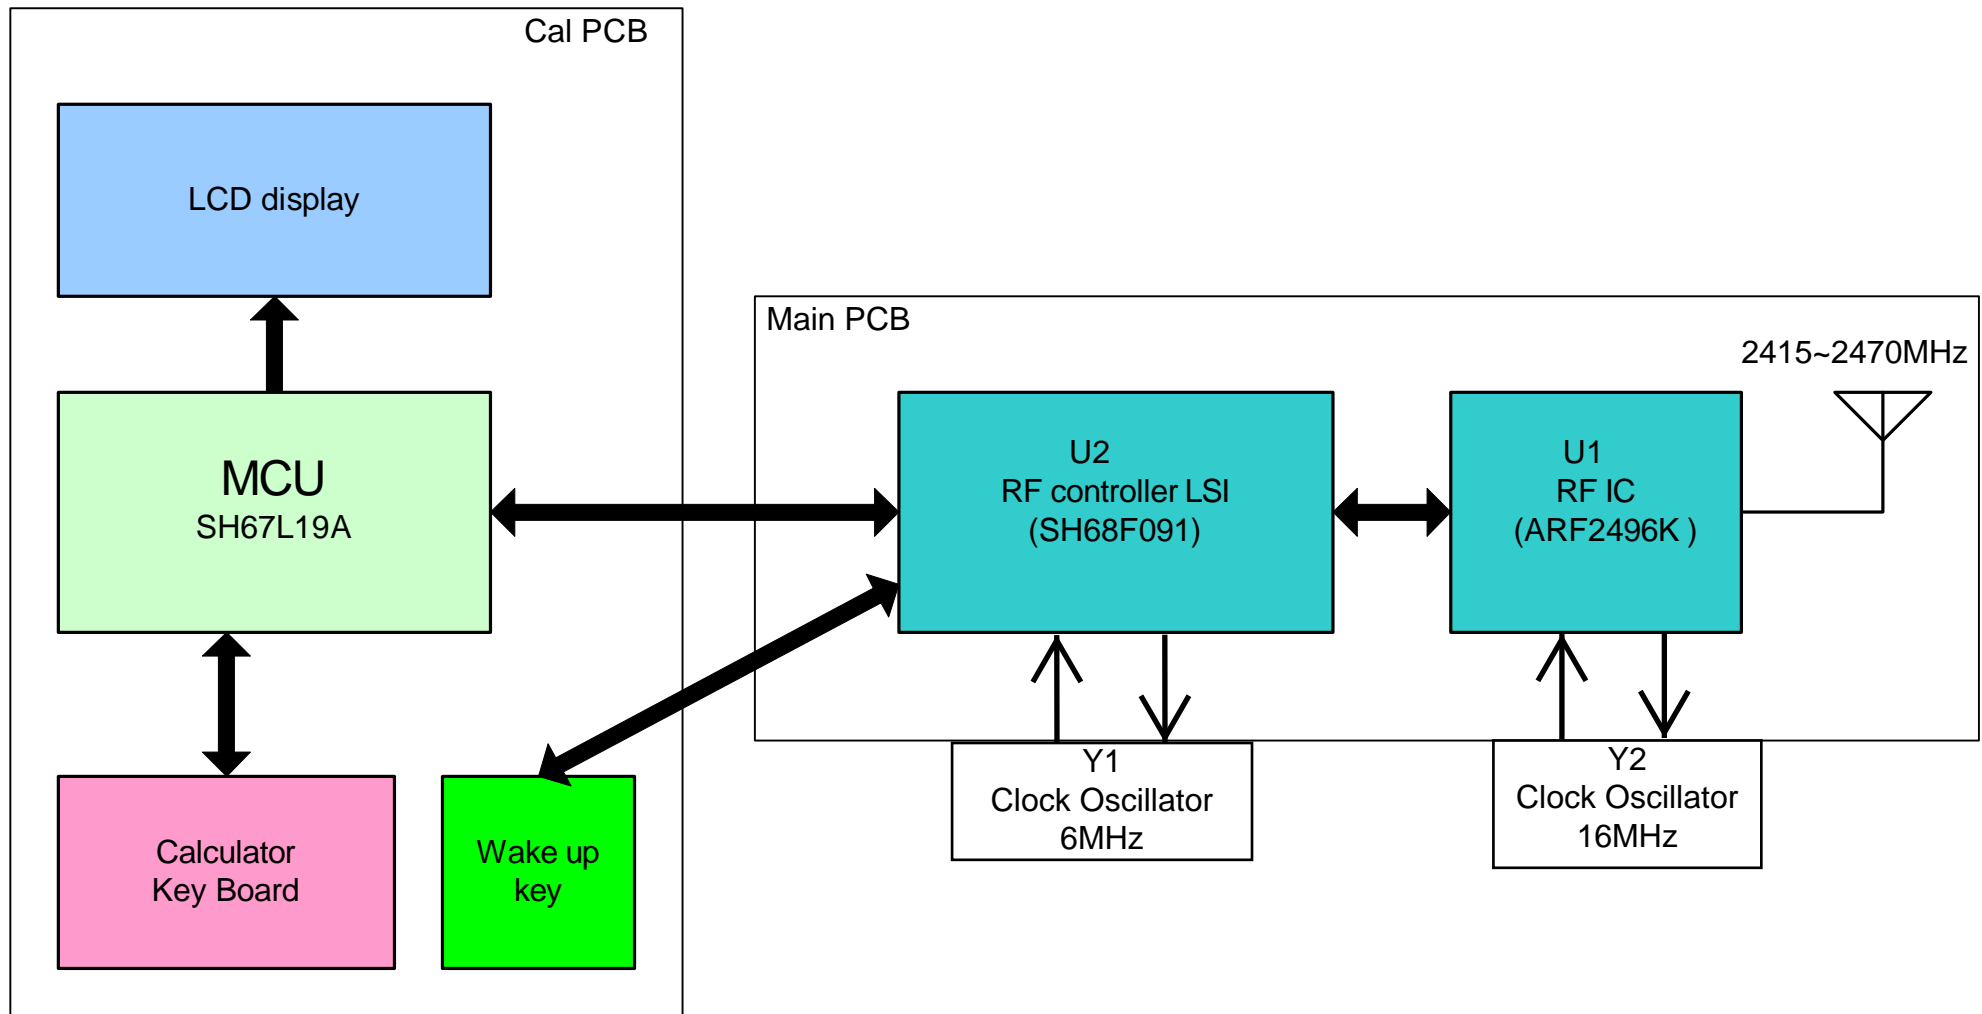 Cal PCB
LCD display
Main PCB
2415~2470MHz
MCU
SH67L19A
U2
RF controller LSI
(SH68F091)
U1
RF IC
(ARF2496K )
Y1
Clock Oscillator
6MHz
Y2
Clock Oscillator
16MHz
Calculator
Key Board
Wake up
key